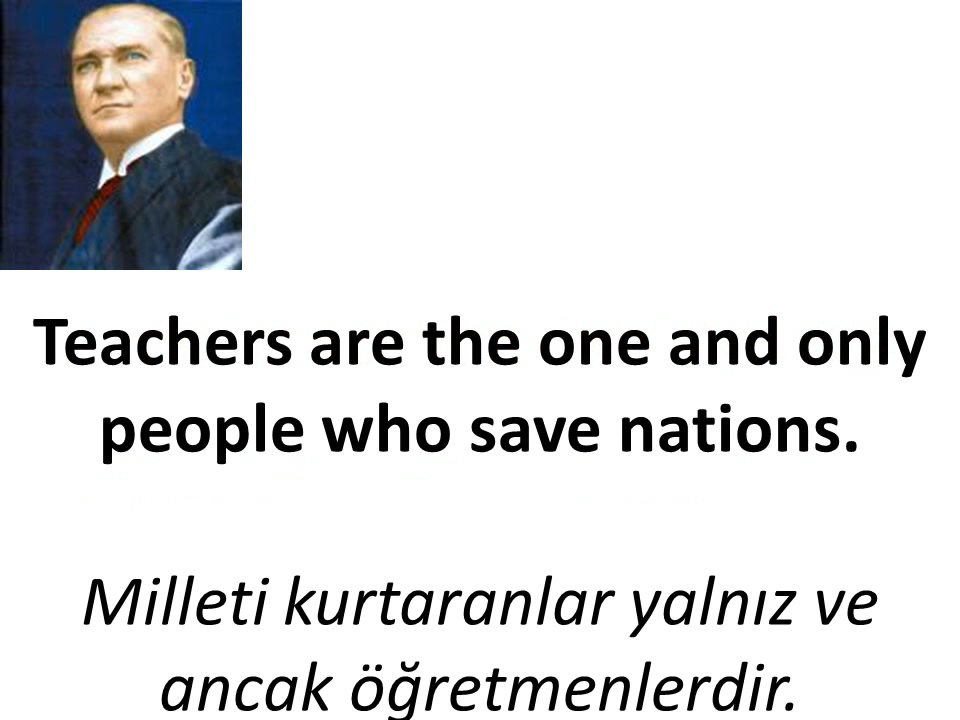 Teachers are the one and only
people who save nations.
Milleti kurtaranlar yalnız ve
ancak öğretmenlerdir.